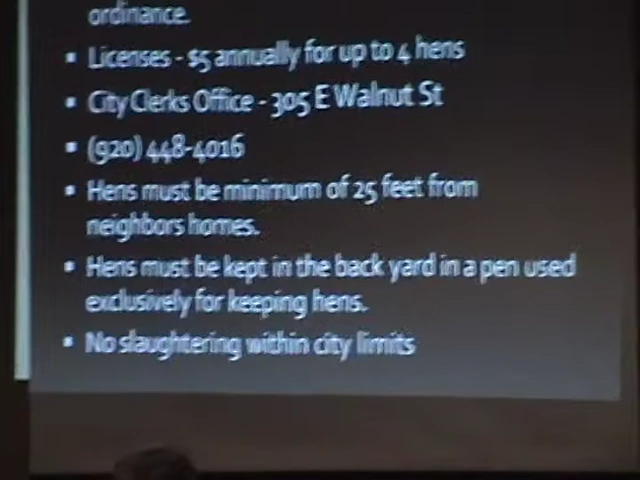 ordinance.
▪ Licenses - $5 annually for up to 4 hens
▪ City Clerks Office - 305 E Walnut St
▪ (920) 448-4016
▪ Hens must be minimum of 25 feet from
neighbors homes.
▪ Hens must be kept in the back yard in a pen used
exclusively for keeping hens.
▪ No slaughtering within city limits